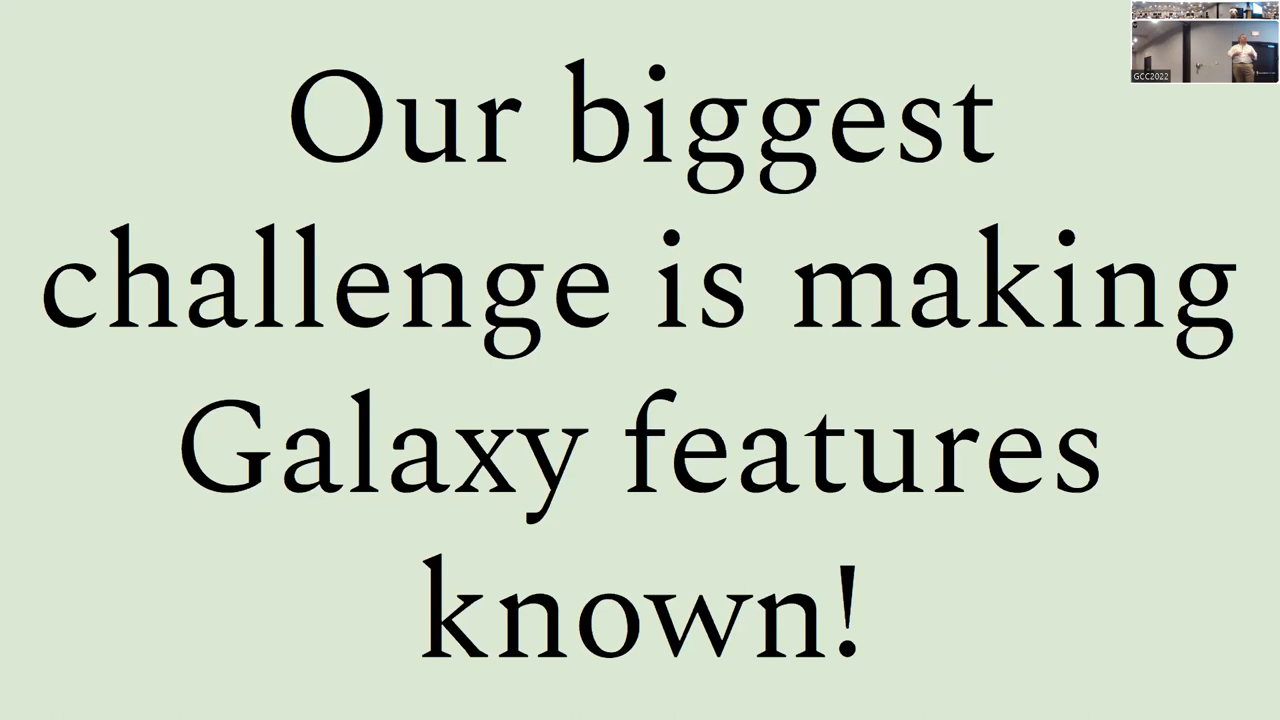 Our biggest
challenge is making
Galaxy features
known!
GCC2022